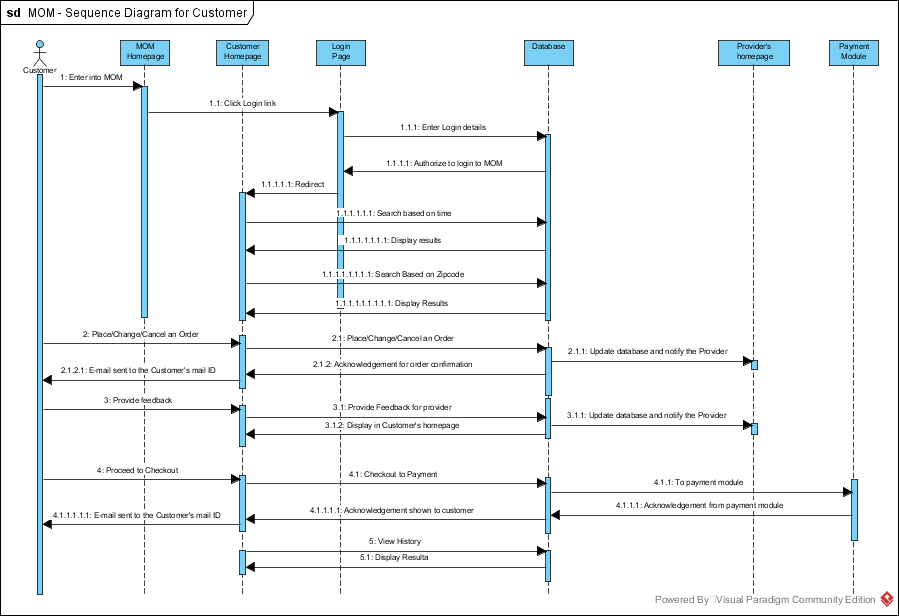 sd MOM - Sequence Diagram for Customer
Customer
MOM
Homepage
Customer
Homepage
Login
Page
Database
Provider's
homepage
Payment
Module
1: Enter into MOM
1.1: Click Login link
1.1.1: Enter Login details
1.1.1.1: Authorize to login to MOM
1.1.1.1.1: Redirect
1.1.1.1.1.1: Search based on time
1.1.1.1.1.1.1: Display results
1.1.1.1.1.1.1.1: Search Based on Zipcode
1.1.1.1.1.1.1.1.1: Display Results
2: Place/Change/Cancel an Order
2.1: Place/Change/Cancel an Order
2.1.1: Update database and notify the Provider
2.1.2: Acknowledgement for order confirmation
2.1.2.1: E-mail sent to the Customer's mail ID
3: Provide feedback
3.1: Provide Feedback for provider
3.1.1: Update database and notify the Provider
3.1.2: Display in Customer's homepage
4: Proceed to Checkout
4.1: Checkout to Payment
4.1.1: To payment module
4.1.1.1: Acknowledgement from payment module
4.1.1.1.1: Acknowledgement shown to customer
4.1.1.1.1.1: E-mail sent to the Customer's mail ID
5: View History
5.1: Display Resulta
Powered By Visual Paradigm Community Edition